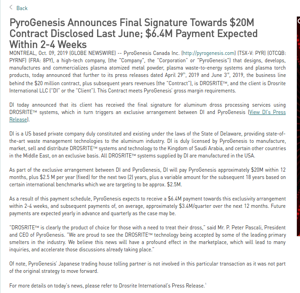 Back
PyroGenesis Announces Final Signature Towards $20M
Contract Disclosed Last June; $6.4M Payment Expected
Within 2-4 Weeks
MONTREAL, Oct. 09, 2019 (GLOBE NEWSWIRE) -- PyroGenesis Canada Inc. (http://pyrogenesis.com) (TSX-V: PYR) (OTCQB:
PYRNF) (FRA: 8PY), a high-tech company, (the "Company", the "Corporation" or "PyroGenesis") that designs, develops,
manufactures and commercializes plasma atomized metal powder, plasma waste-to-energy systems and plasma torch
products, today announced that further to its press releases dated April 29th, 2019 and June 3rd, 2019, the business line
behind the $20 million contract, plus subsequent years revenues (the "Contract"), is DROSRITE™, and the client is Drosrite
International LLC ("DI" or the "Client"). This Contract meets PyroGenesis' gross margin requirements.
DI today announced that its client has received the final signature for aluminum dross processing services using
DROSRITE™ systems, which in turn triggers an exclusive arrangement between DI and PyroGenesis (View DI's Press
Release).
DI is a US based private company duly constituted and existing under the laws of the State of Delaware, providing state-of-
the-art waste management technologies to the aluminum industry. DI is duly licensed by PyroGenesis to manufacture,
market, sell and distribute DROSRITE™ systems and technology to the Kingdom of Saudi Arabia, and certain other countries
in the Middle East, on an exclusive basis. All DROSRITE™ systems supplied by DI are manufactured in the USA.
As part of the exclusive arrangement between DI and PyroGenesis, DI will pay PyroGenesis approximately $20M within 12
months, plus $2.5 M per year (fixed) for the next two (2) years, plus a variable amount for the subsequent 18 years based on
certain international benchmarks which we are targeting to be approx. $2.5M.
As a result of this payment schedule, PyroGenesis expects to receive a $6.4M payment towards this exclusivity arrangement
within 2-4 weeks, and subsequent payments of, on average, approximately $3.4M/quarter over the next 12 months. Future
payments are expected yearly in advance and quarterly as the case may be.
"DROSRITE™ is clearly the product of choice for those with a need to treat their dross," said Mr. P. Peter Pascali, President
and CEO of PyroGenesis. "We are proud to see the DROSRITE™ technology being accepted by some of the leading primary
smelters in the industry. We believe this news will have a profound effect in the marketplace, which will lead to many
inquiries, and accelerate those discussions already taking place."
Of note, PyroGenesis' Japanese trading house tolling partner is not involved in this particular transaction as it was not part
of the original strategy to move forward.
For more details on today's news, please refer to Drosrite International's Press Release.'